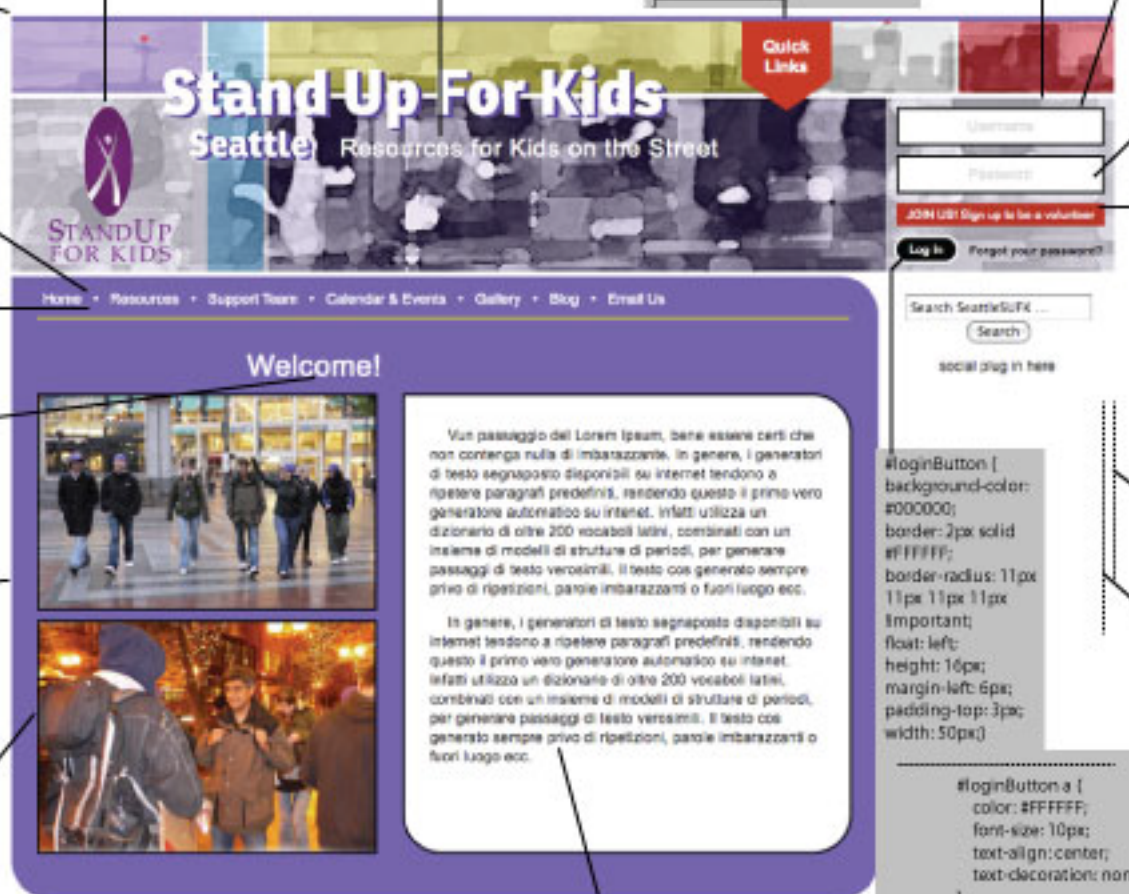 Quick
Links
Stand Up For Kids
Seattle Resources for Kids on the Street
STANDUP
FOR KIDS
Username
Password
JOIN US! Sign up to be a volunteer
Log in Forgot your password?
Home • Resources • Support Team • Calendar & Events • Gallery • Blog • Email Us
Search SeattleSUFK ...
Search
social plug in here
Welcome!
Vun passaggio del Lorem Ipsum, bene essere certi che
non contenga nulla di imbarazzante. In genere, i generatori
di testo segnaposto disponibili su internet tendono a
ripetere paragrafi predefiniti, rendendo questo il primo vero
generatore automatico su intenet. Infatti utilizza un
dizionario di oltre 200 vocaboli latini, combinati con un
insieme di modelli di strutture di periodi, per generare
passaggi di testo verosimili. Il testo cos generato sempre
privo di ripetizioni, parole imbarazzanti o fuori luogo ecc.
In genere, i generatori di testo segnaposto disponibili su
internet tendono a ripetere paragrafi predefiniti, rendendo
questo il primo vero generatore automatico su intenet.
Infatti utilizza un dizionario di oltre 200 vocaboli latini,
combinati con un insieme di modelli di strutture di periodi,
per generare passaggi di testo verosimili. Il testo cos
generato sempre privo di ripetizioni, parole imbarazzanti o
fuori luogo ecc.
#loginButton {
background-color:
#000000;
border: 2px solid
#FFFFFF;
border-radius: 11px
11px 11px 11px
!important;
float: left;
height: 16px;
margin-left: 6px;
padding-top: 3px;
width: 50px;}
#loginButton a {
color: #FFFFFF;
font-size: 10px;
text-align: center;
text-decoration: non